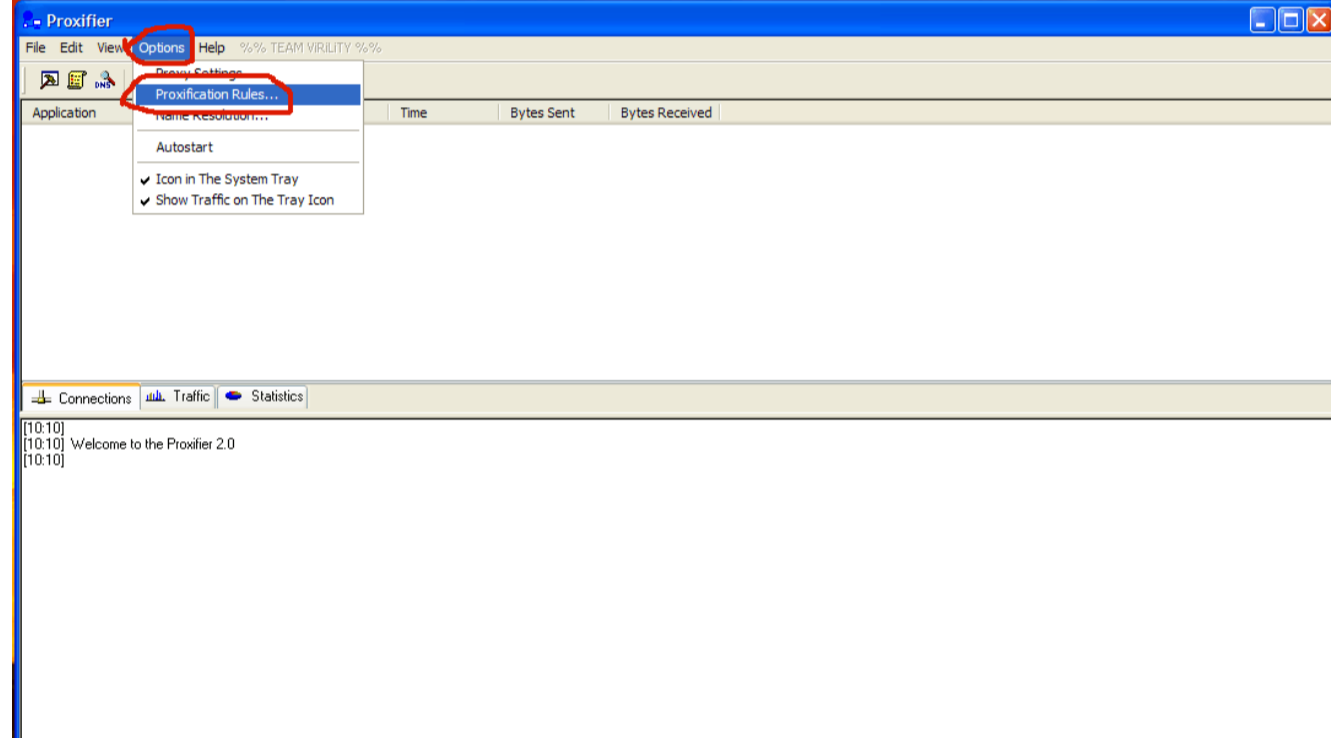 Proxifier
File Edit View Options Help %% TEAM VIRILITY %%
DNS
Proxy Settings...
Proxification Rules...
Name Resolution...
Autostart
Icon in The System Tray
Show Traffic on The Tray Icon
Application Time Bytes Sent Bytes Received
Connections Traffic Statistics
[10:10]
[10:10] Welcome to the Proxifier 2.0
[10:10]